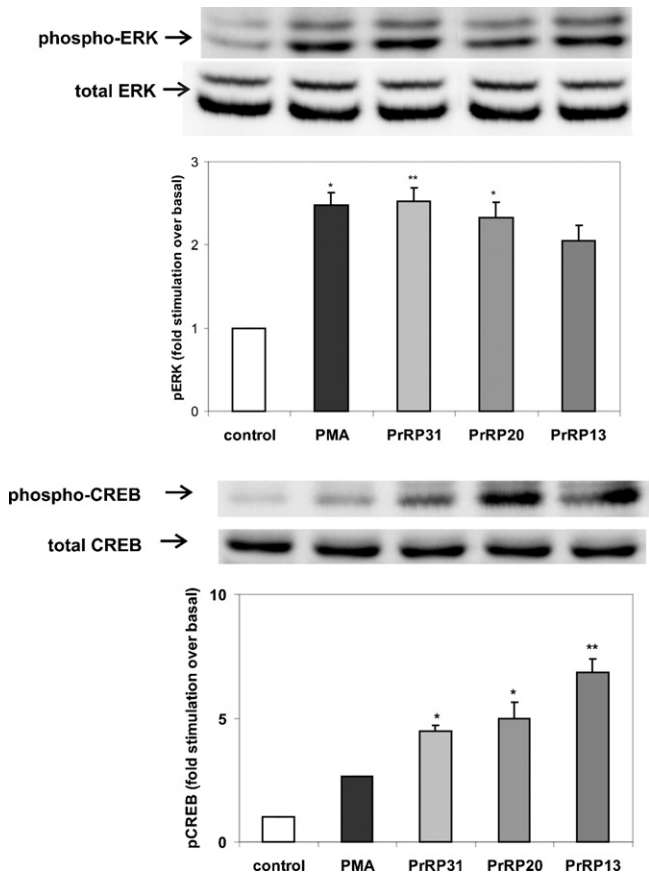 phospho-ERK
total ERK
pERK (fold stimulation over basal)
3
2
1
0
* ** *
control PMA PrRP31 PrRP20 PrRP13
phospho-CREB
total CREB
pCREB (fold stimulation over basal)
10
5
0
* * **
control PMA PrRP31 PrRP20 PrRP13